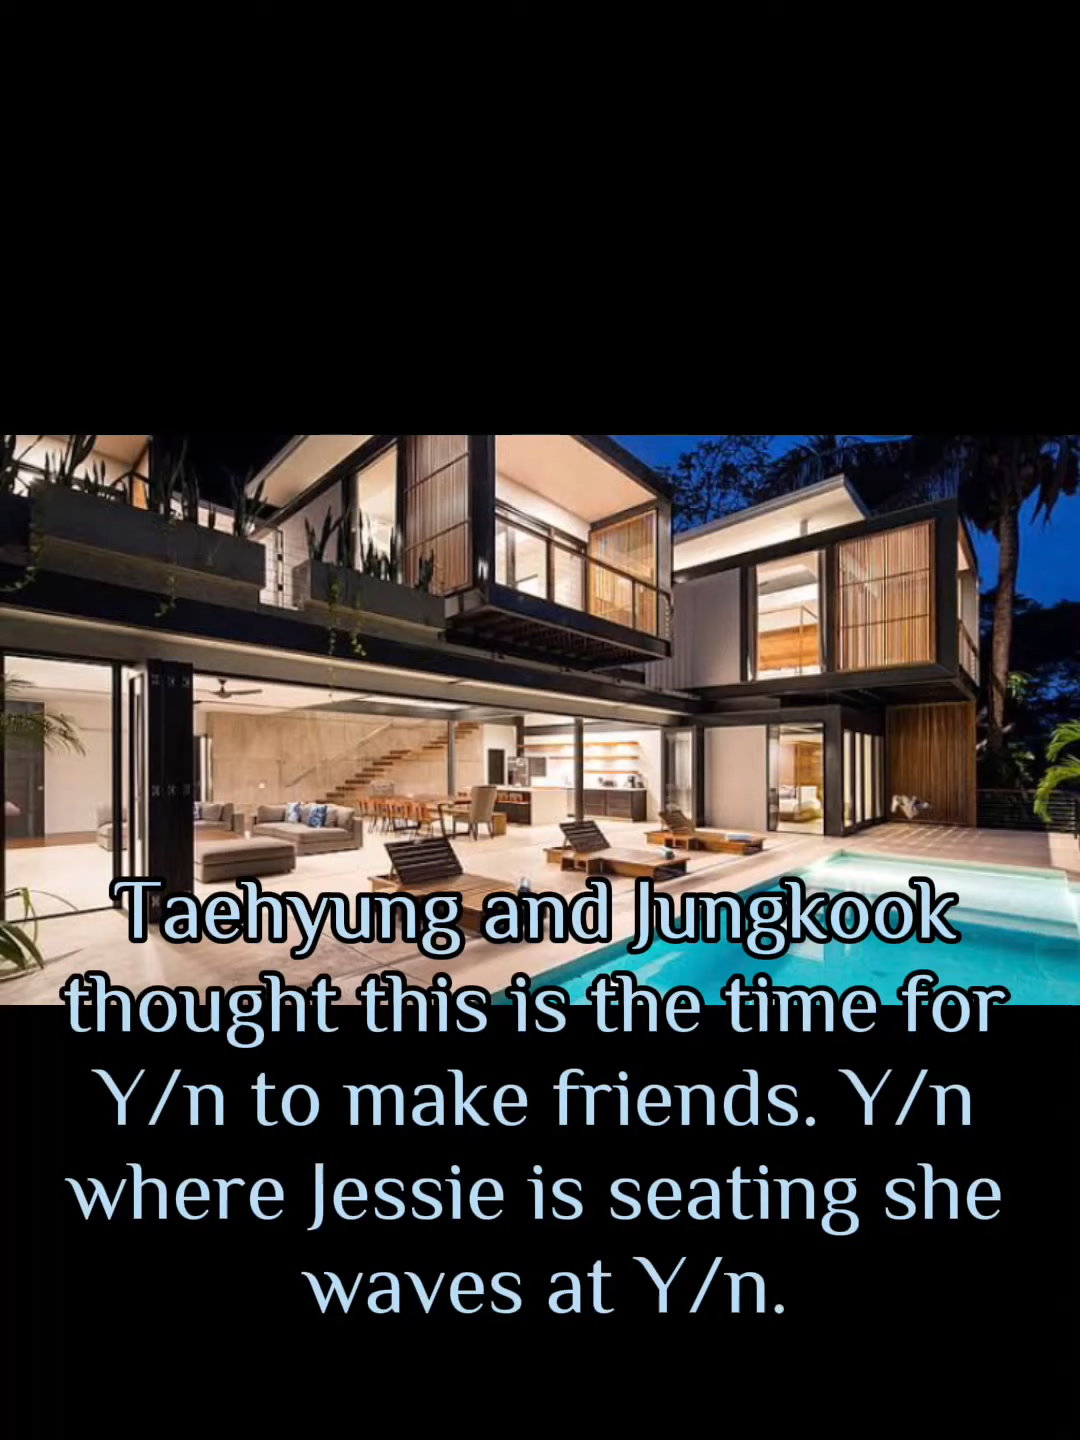 Taehyung and Jungkook
thought this is the time for
Y/n to make friends. Y/n
where Jessie is seating she
waves at Y/n.